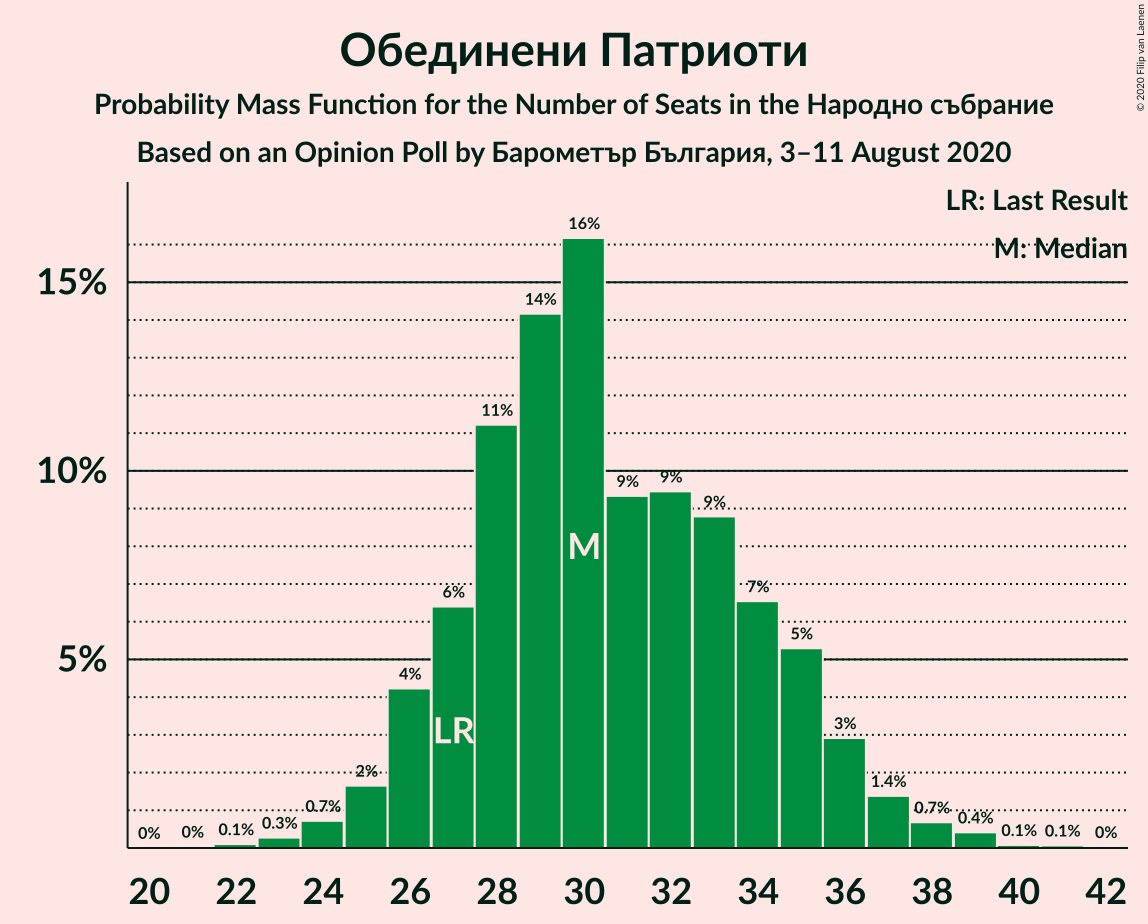 Обединени Патриоти
Probability Mass Function for the Number of Seats in the Народно събрание
Based on an Opinion Poll by Барометър България, 3–11 August 2020
© 2020 Filip van Laenen
LR: Last Result
M: Median
15%
10%
5%
0%
0%
0.1%
0.3%
0.7%
2%
4%
6%
11%
14%
16%
9%
9%
9%
7%
5%
3%
1.4%
0.7%
0.4%
0.1%
0.1%
0%
LR
M
20 22 24 26 28 30 32 34 36 38 40 42